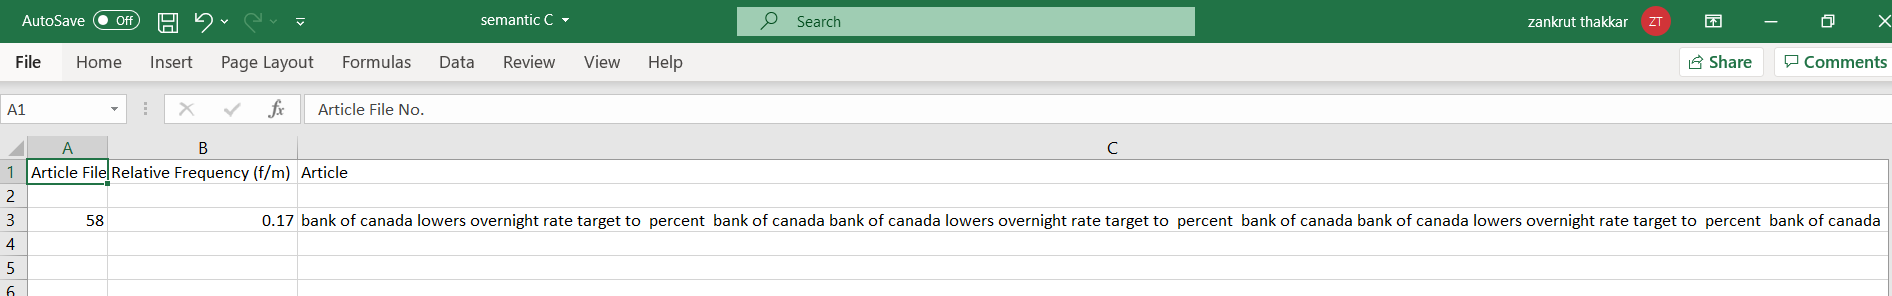 AutoSave Off semantic C Search zankrut thakkar ZT
File Home Insert Page Layout Formulas Data Review View Help Share Comments
A1 fx Article File No.
A B C
1 Article File Relative Frequency (f/m) Article
2
3 58 0.17 bank of canada lowers overnight rate target to  percent  bank of canada bank of canada lowers overnight rate target to  percent  bank of canada bank of canada lowers overnight rate target to  percent  bank of canada
4
5
6